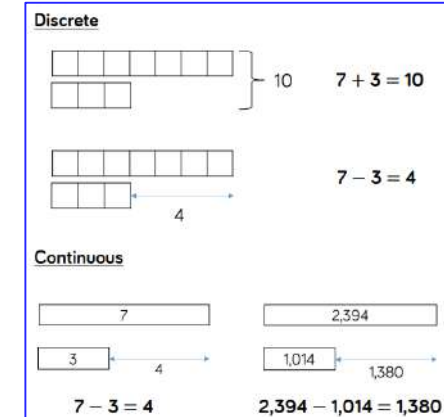 Discrete
10
7 + 3 = 10
7 − 3 = 4
4
Continuous
7
3
4
7 − 3 = 4
2,394
1,014
1,380
2,394 − 1,014 = 1,380